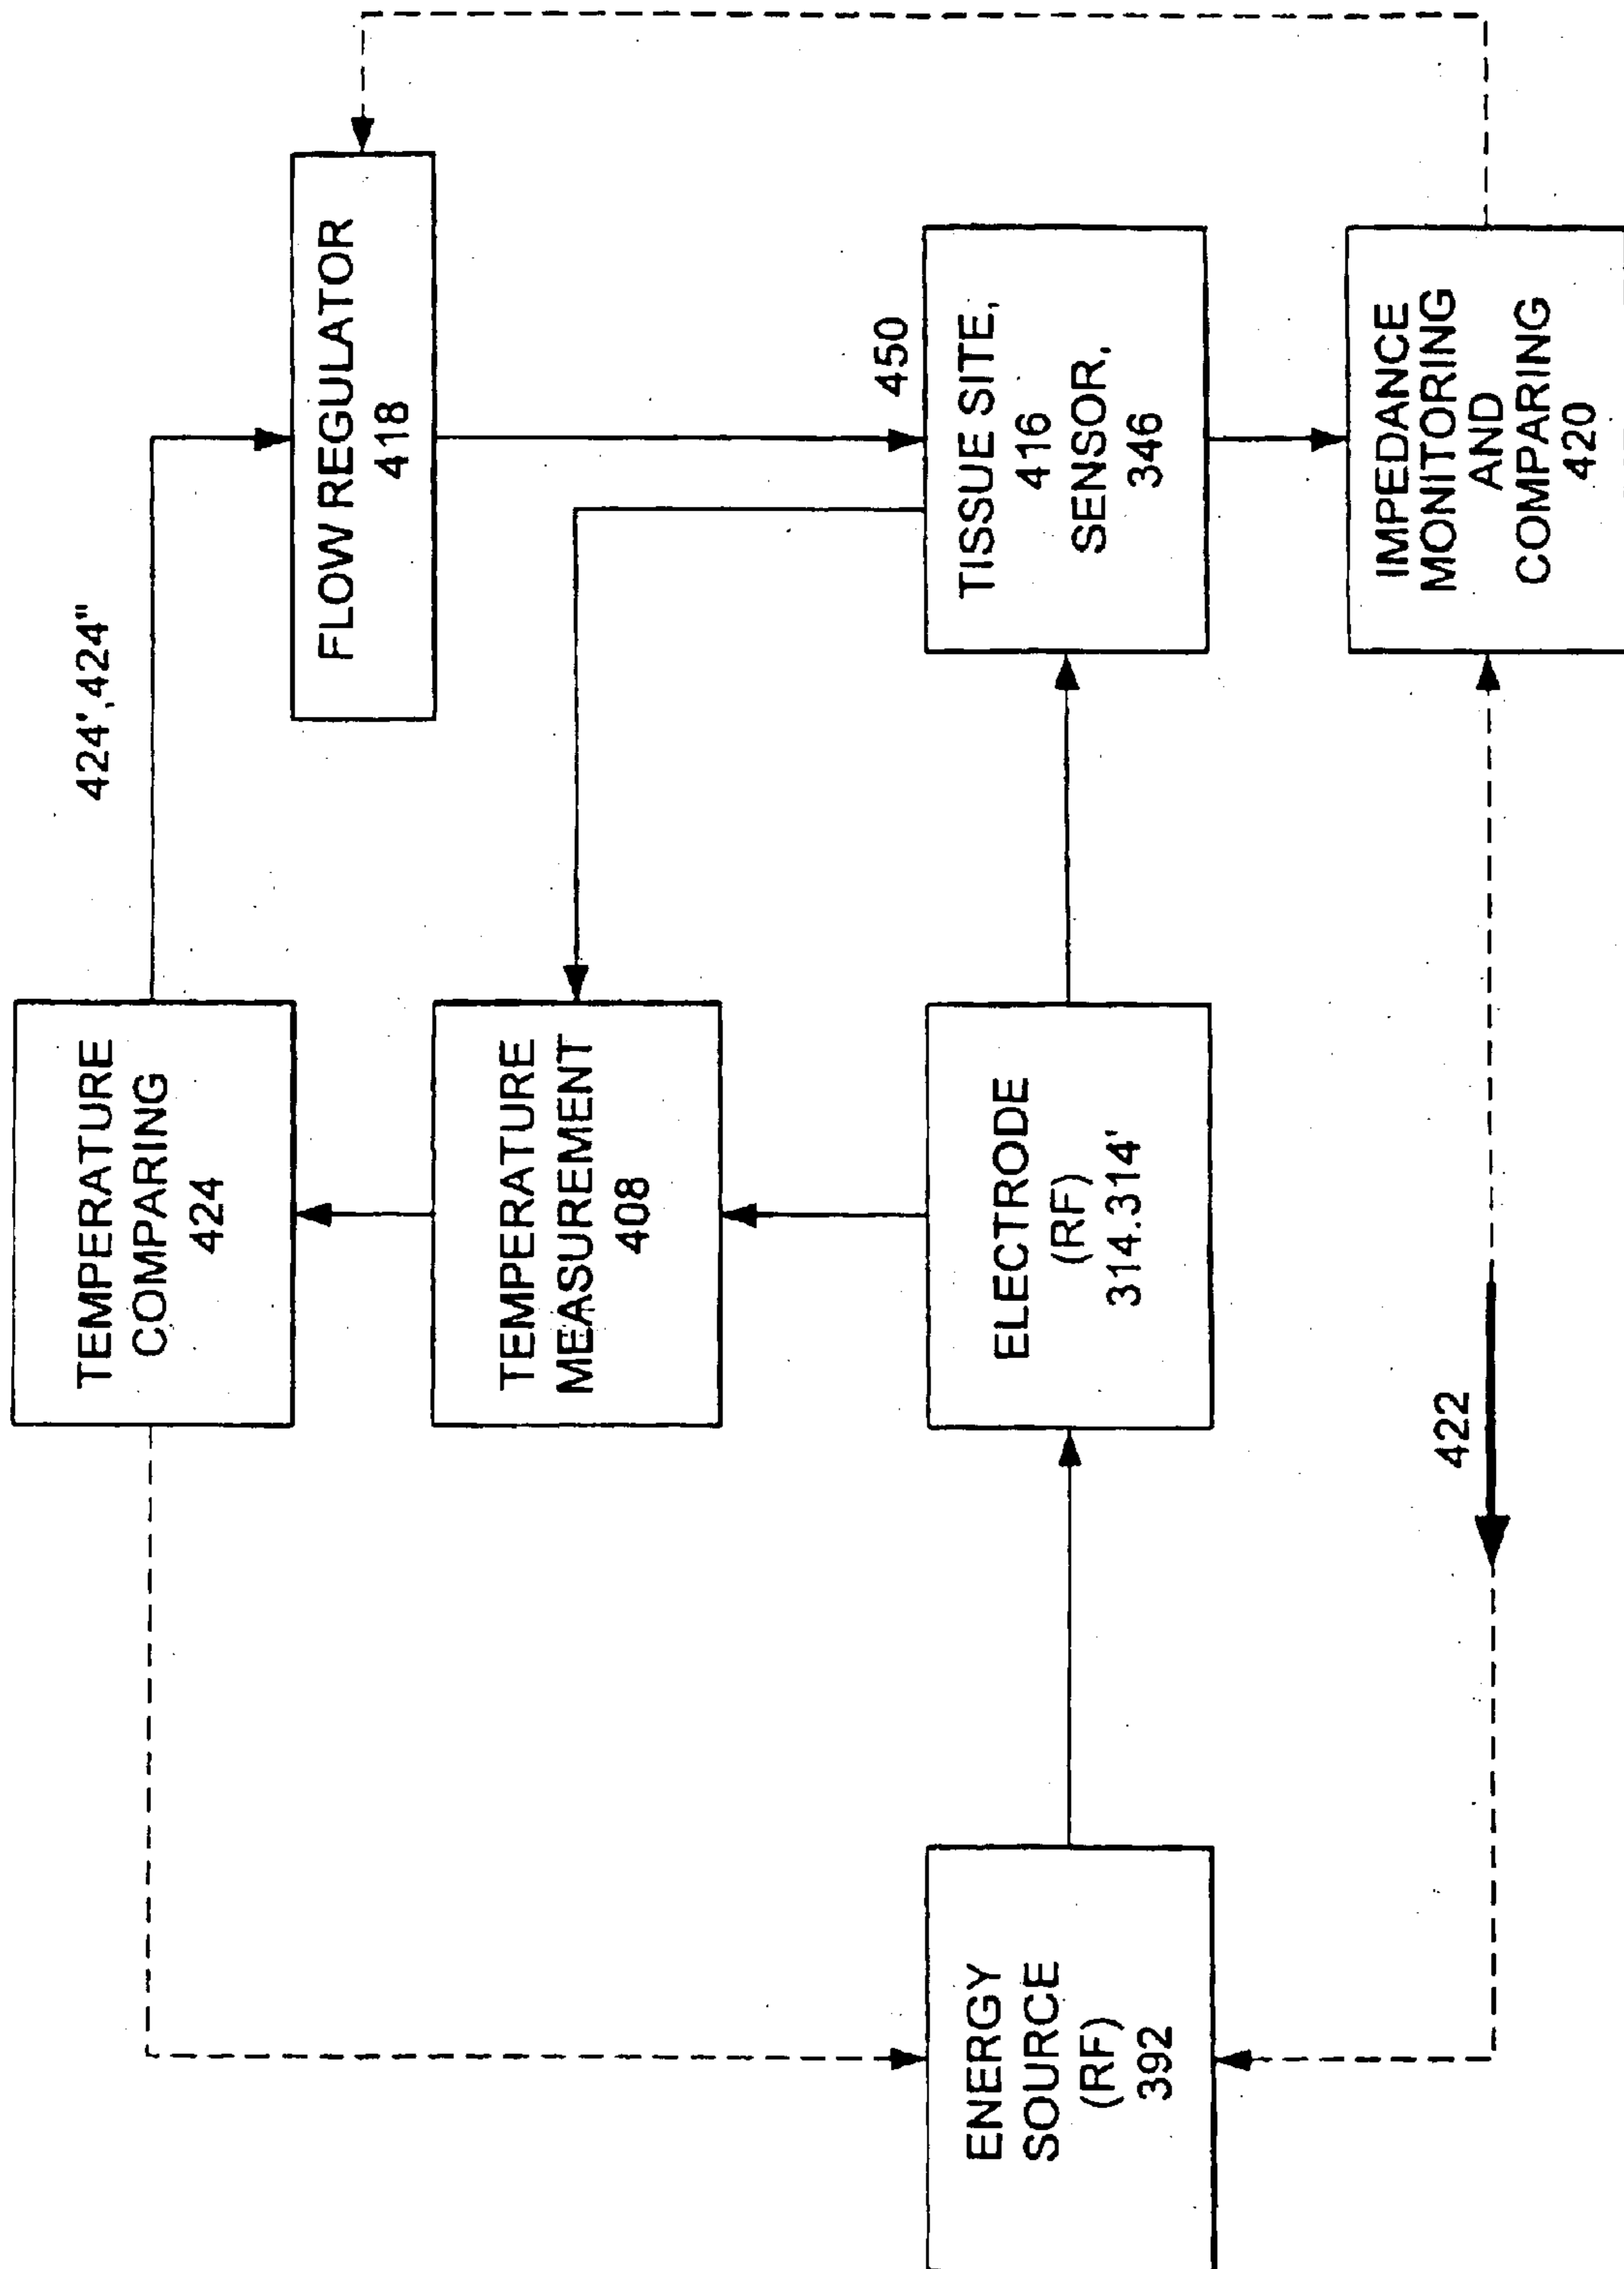 TEMPERATURE
COMPARING
424
424',424"
FLOW REGULATOR
418
TEMPERATURE
MEASUREMENT
408
450
ENERGY
SOURCE
(RF)
392
ELECTRODE
(RF)
314.314'
TISSUE SITE,
416
SENSOR,
346
422
IMPEDANCE
MONITORING
AND
COMPARING
420